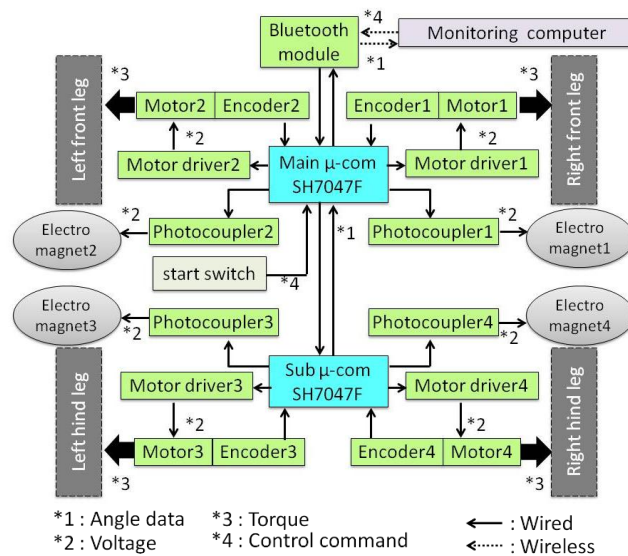 *4
Bluetooth
module
Monitoring computer
*1
*3
Motor2 Encoder2
Encoder1 Motor1
*3
Left front leg
*2
*2
Right front leg
Motor driver2
Main μ-com
SH7047F
Motor driver1
Electro
magnet2
*2
Photocoupler2
*1
Photocoupler1
*2
Electro
magnet1
start switch
*4
Electro
magnet3
*2
Photocoupler3
Photocoupler4
*2
Electro
magnet4
Left hind leg
Motor driver3
Sub μ-com
SH7047F
Motor driver4
Right hind leg
*2
*2
Motor3 Encoder3
Encoder4 Motor4
*3
*3
*1 : Angle data
*3 : Torque
: Wired
*2 : Voltage
*4 : Control command
: Wireless